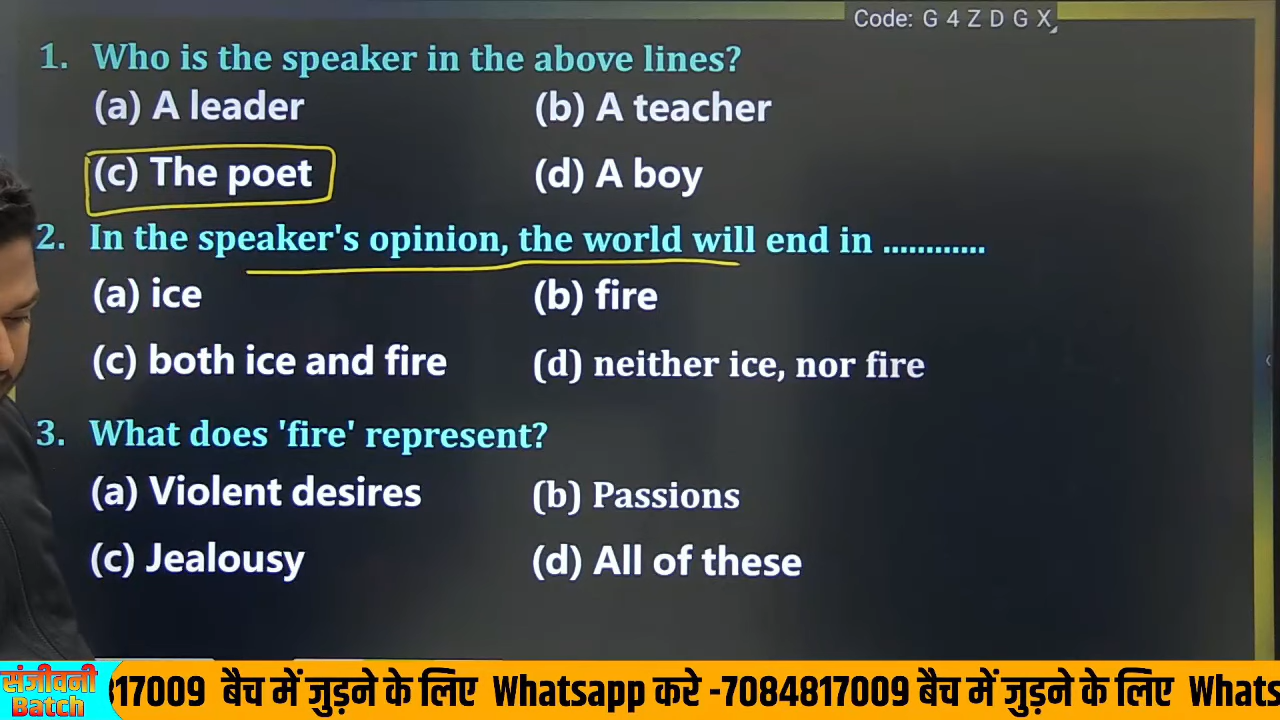 Code: G 4 Z D G X
1. Who is the speaker in the above lines?
(a) A leader (b) A teacher
(c) The poet (d) A boy
2. In the speaker's opinion, the world will end in ............
(a) ice (b) fire
(c) both ice and fire (d) neither ice, nor fire
3. What does 'fire' represent?
(a) Violent desires (b) Passions
(c) Jealousy (d) All of these
संजीवनी
Batch
817009 बैच में जुड़ने के लिए Whatsapp करे -7084817009 बैच में जुड़ने के लिए Whats